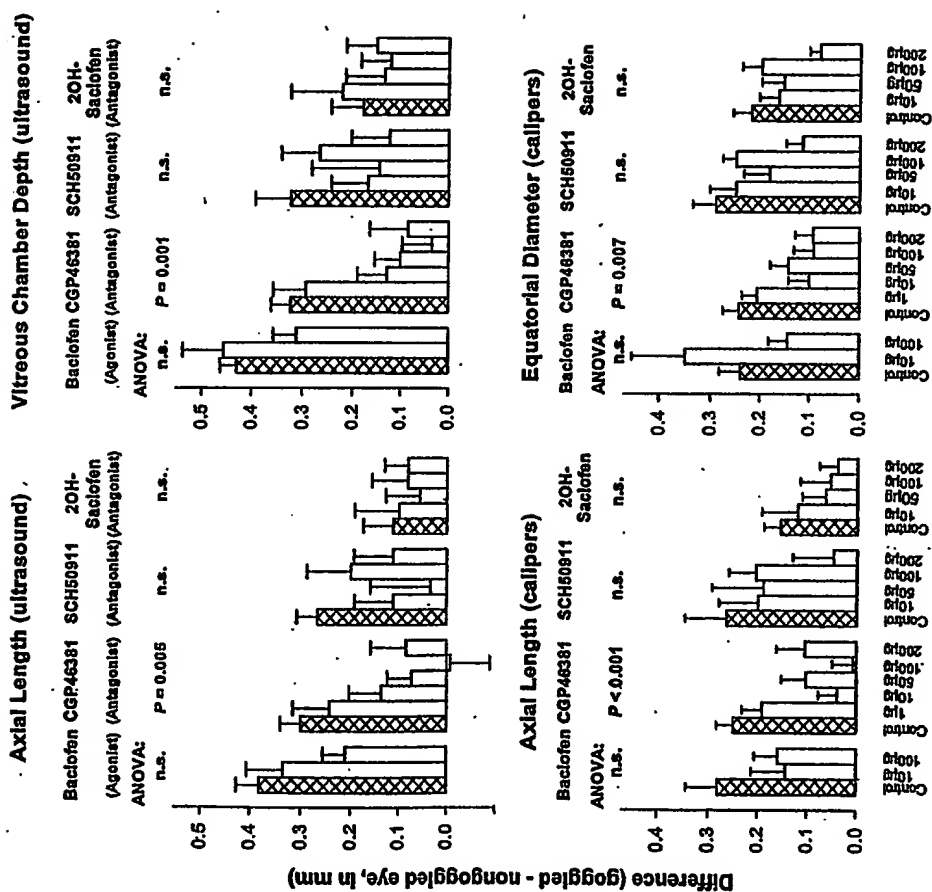 Difference (goggled - nongoggled eye, in mm)
Axial Length (ultrasound)
Baclofen CGP46381 SCH50911 2OH-
Saclofen
(Agonist) (Antagonist) (Antagonist) (Antagonist)
ANOVA:
n.s. P = 0.005 n.s. n.s.
0.5
0.4
0.3
0.2
0.1
0.0
Vitreous Chamber Depth (ultrasound)
Baclofen CGP46381 SCH50911 2OH-
Saclofen
(Agonist) (Antagonist) (Antagonist) (Antagonist)
ANOVA:
n.s. P = 0.001 n.s. n.s.
0.5
0.4
0.3
0.2
0.1
0.0
Axial Length (calipers)
Baclofen CGP46381 SCH50911 2OH-
Saclofen
ANOVA:
n.s. P < 0.001 n.s. n.s.
0.4
0.3
0.2
0.1
0.0
Control 10µg 100µg
Control 1µg 10µg 50µg 100µg 200µg
Control 10µg 50µg 100µg 200µg
Control 10µg 50µg 100µg 200µg
Equatorial Diameter (calipers)
Baclofen CGP46381 SCH50911 2OH-
Saclofen
ANOVA:
n.s. P = 0.007 n.s. n.s.
0.4
0.3
0.2
0.1
0.0
Control 10µg 100µg
Control 1µg 10µg 50µg 100µg 200µg
Control 10µg 50µg 100µg 200µg
Control 10µg 50µg 100µg 200µg